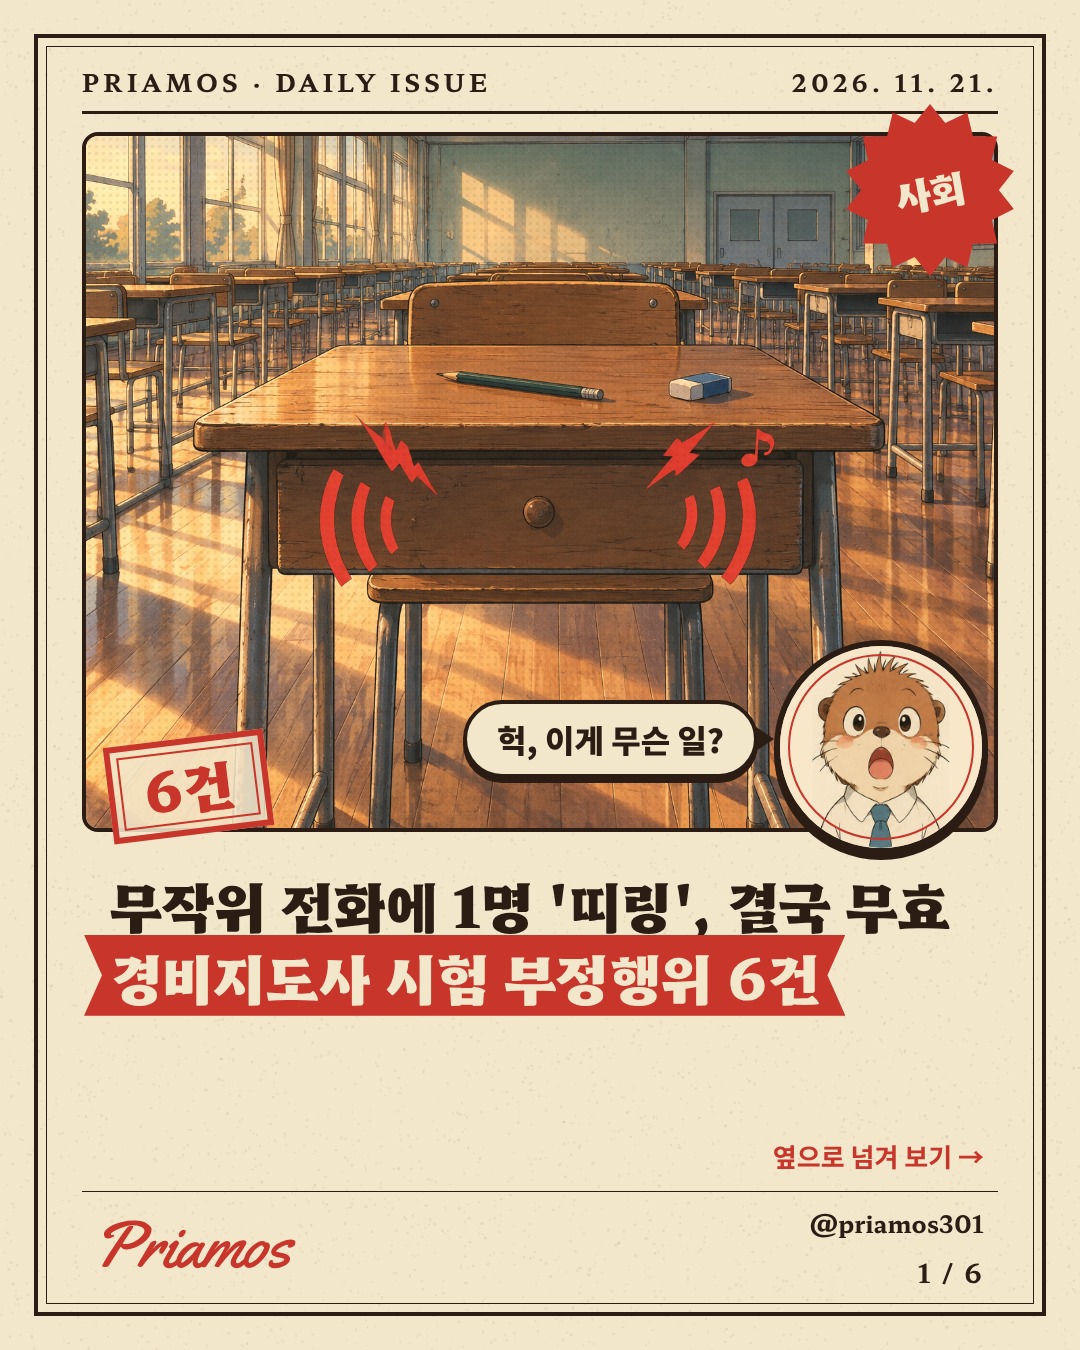 PRIAMOS · DAILY ISSUE
2026. 11. 21.
사회
헉, 이게 무슨 일?
6건
무작위 전화에 1명 '띠링', 결국 무효
경비지도사 시험 부정행위 6건
옆으로 넘겨 보기 →
Priamos
@priamos301
1 / 6